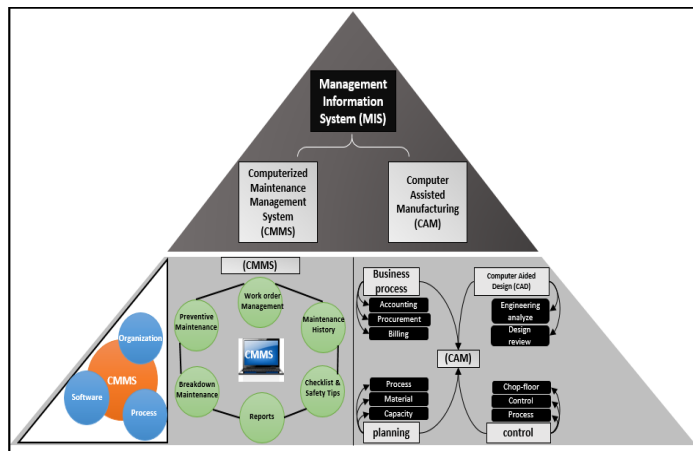 Management
Information
System (MIS)
Computerized
Maintenance
Management
System
(CMMS)
Computer
Assisted
Manufacturing
(CAM)
(CMMS)
Work order
Management
Preventive
Maintenance
Maintenance
History
CMMS
Breakdown
Maintenance
Checklist &
Safety Tips
Reports
Organization
CMMS
Software
Process
Business
process
Accounting
Procurement
Billing
Computer Aided
Design (CAD)
Engineering
analyze
Design
review
(CAM)
Process
Material
Capacity
planning
Chop-floor
Control
Process
control